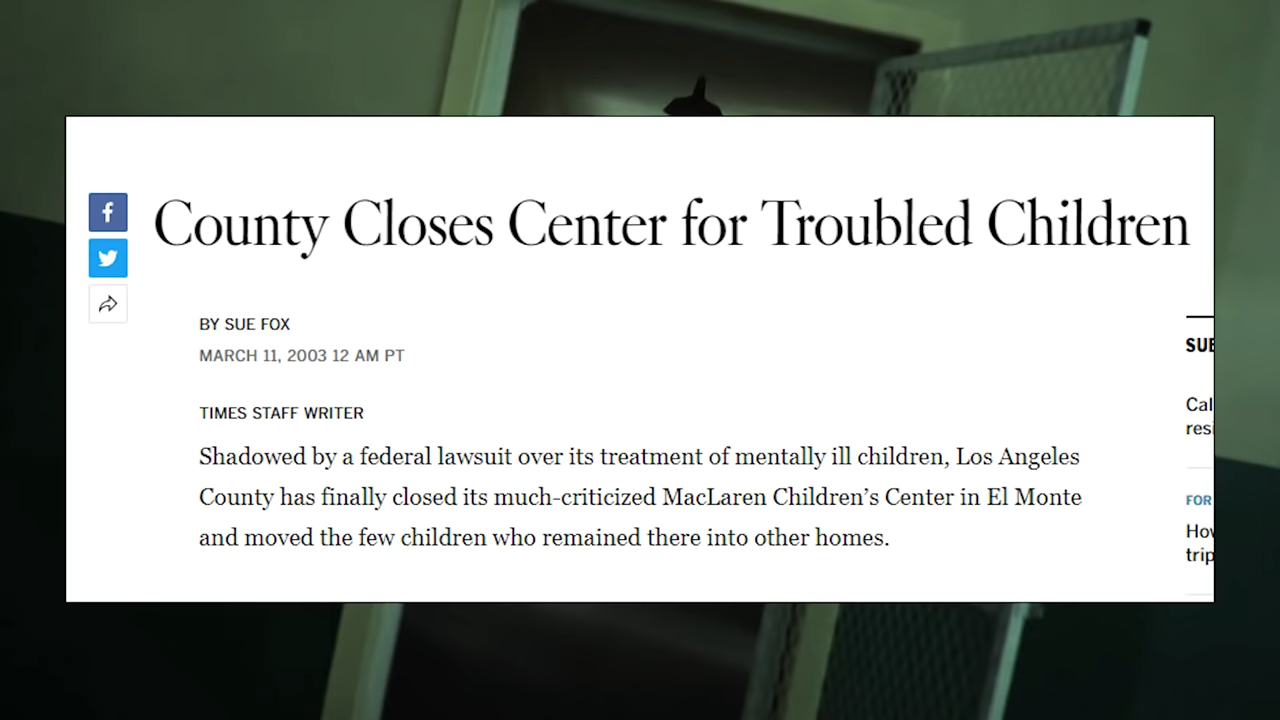 County Closes Center for Troubled Children
BY SUE FOX
MARCH 11, 2003 12 AM PT
TIMES STAFF WRITER
Shadowed by a federal lawsuit over its treatment of mentally ill children, Los Angeles
County has finally closed its much-criticized MacLaren Children’s Center in El Monte
and moved the few children who remained there into other homes.
FOR